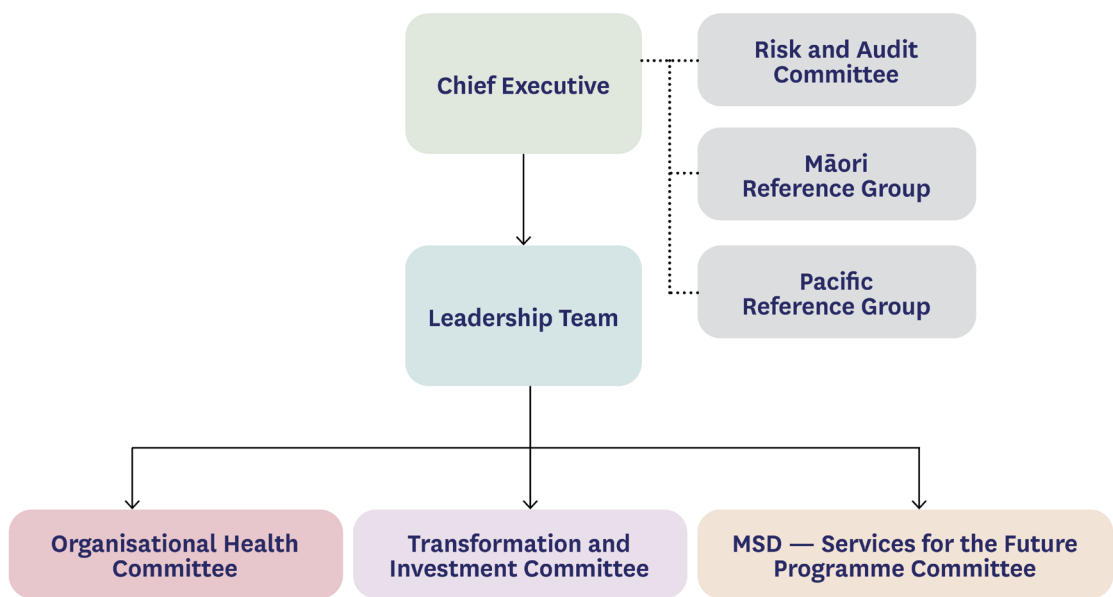 Chief Executive
Risk and Audit
Committee
Māori
Reference Group
Pacific
Reference Group
Leadership Team
Organisational Health
Committee
Transformation and
Investment Committee
MSD — Services for the Future
Programme Committee